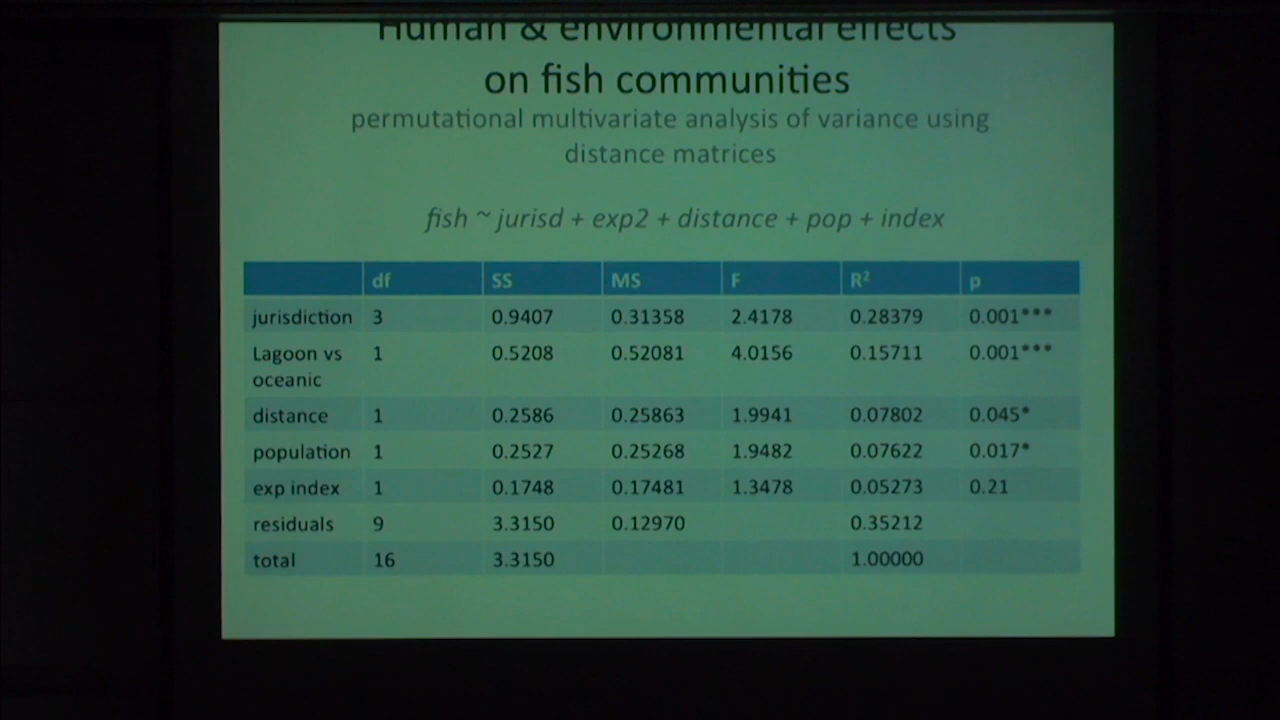 Human & environmental effects
on fish communities
permutational multivariate analysis of variance using
distance matrices
fish ~ jurisd + exp2 + distance + pop + index
df SS MS F R² p
jurisdiction 3 0.9407 0.31358 2.4178 0.28379 0.001***
Lagoon vs oceanic 1 0.5208 0.52081 4.0156 0.15711 0.001***
distance 1 0.2586 0.25863 1.9941 0.07802 0.045*
population 1 0.2527 0.25268 1.9482 0.07622 0.017*
exp index 1 0.1748 0.17481 1.3478 0.05273 0.21
residuals 9 3.3150 0.12970 0.35212
total 16 3.3150 1.00000